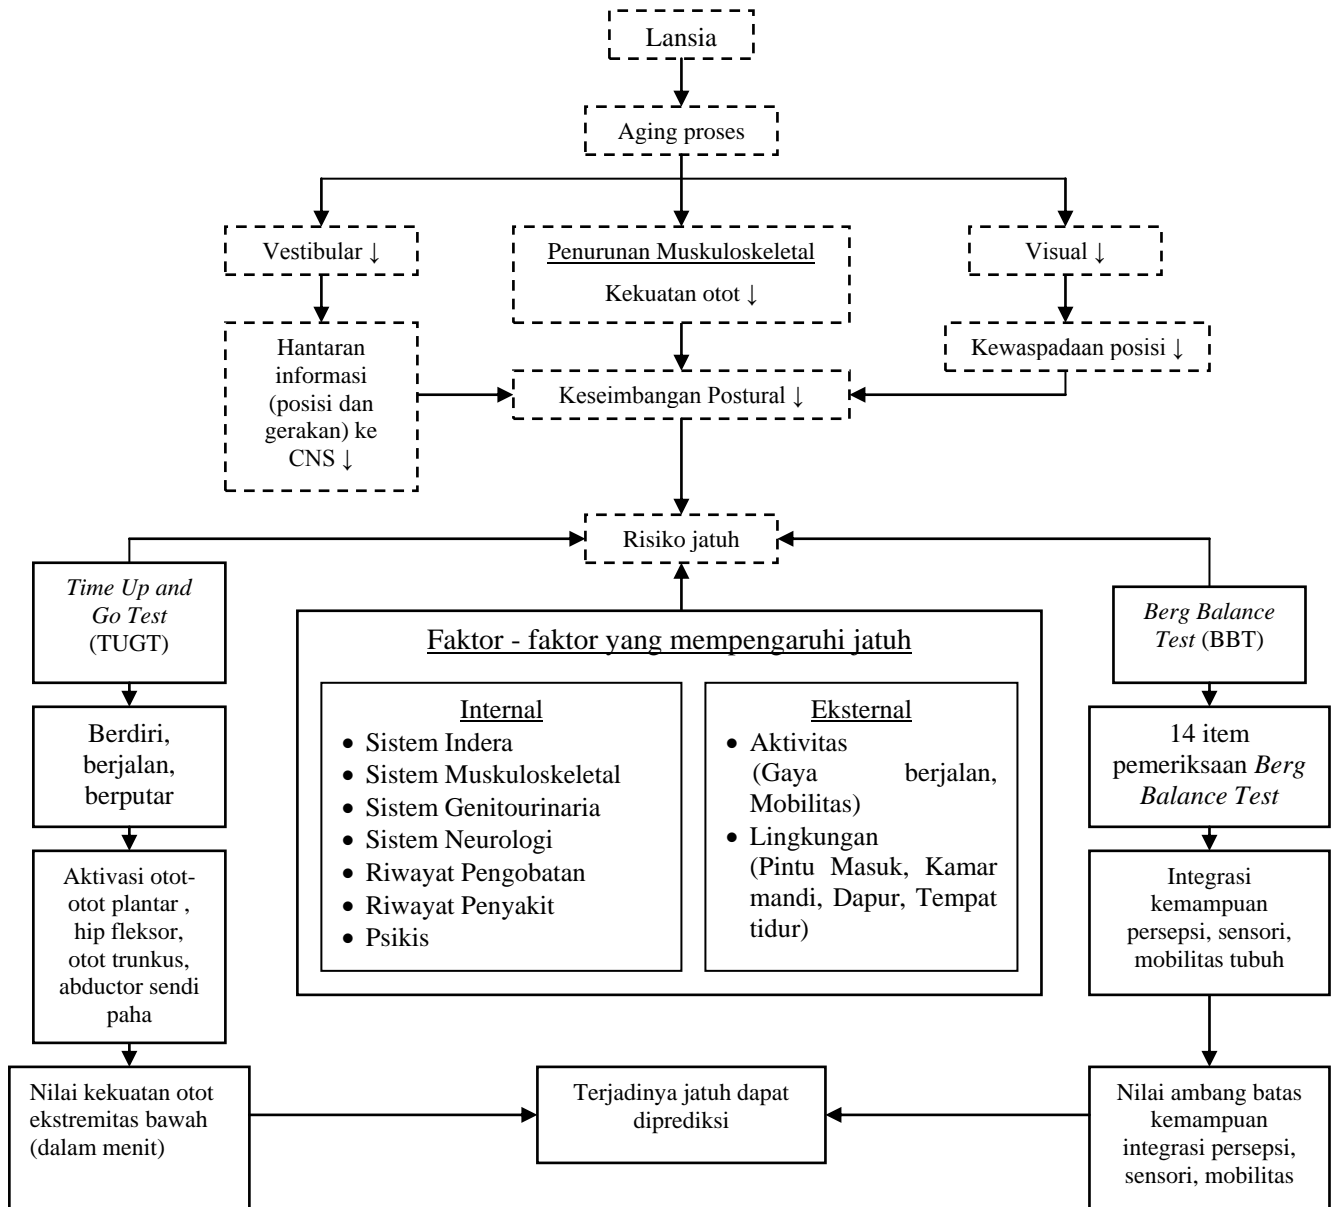 Lansia
Aging proses
Vestibular ↓
Penurunan Muskuloskeletal
Kekuatan otot ↓
Visual ↓
Hantaran
informasi
(posisi dan
gerakan) ke
CNS ↓
Kewaspadaan posisi ↓
Keseimbangan Postural ↓
Risiko jatuh
Time Up and
Go Test
(TUGT)
Berdiri,
berjalan,
berputar
Aktivasi otot-
otot plantar ,
hip fleksor,
otot trunkus,
abductor sendi
paha
Nilai kekuatan otot
ekstremitas bawah
(dalam menit)
Faktor - faktor yang mempengaruhi jatuh
Internal
• Sistem Indera
• Sistem Muskuloskeletal
• Sistem Genitourinaria
• Sistem Neurologi
• Riwayat Pengobatan
• Riwayat Penyakit
• Psikis
Eksternal
• Aktivitas
(Gaya berjalan,
Mobilitas)
• Lingkungan
(Pintu Masuk, Kamar
mandi, Dapur, Tempat
tidur)
Terjadinya jatuh dapat
diprediksi
Berg Balance
Test (BBT)
14 item
pemeriksaan Berg
Balance Test
Integrasi
kemampuan
persepsi, sensori,
mobilitas tubuh
Nilai ambang batas
kemampuan
integrasi persepsi,
sensori, mobilitas